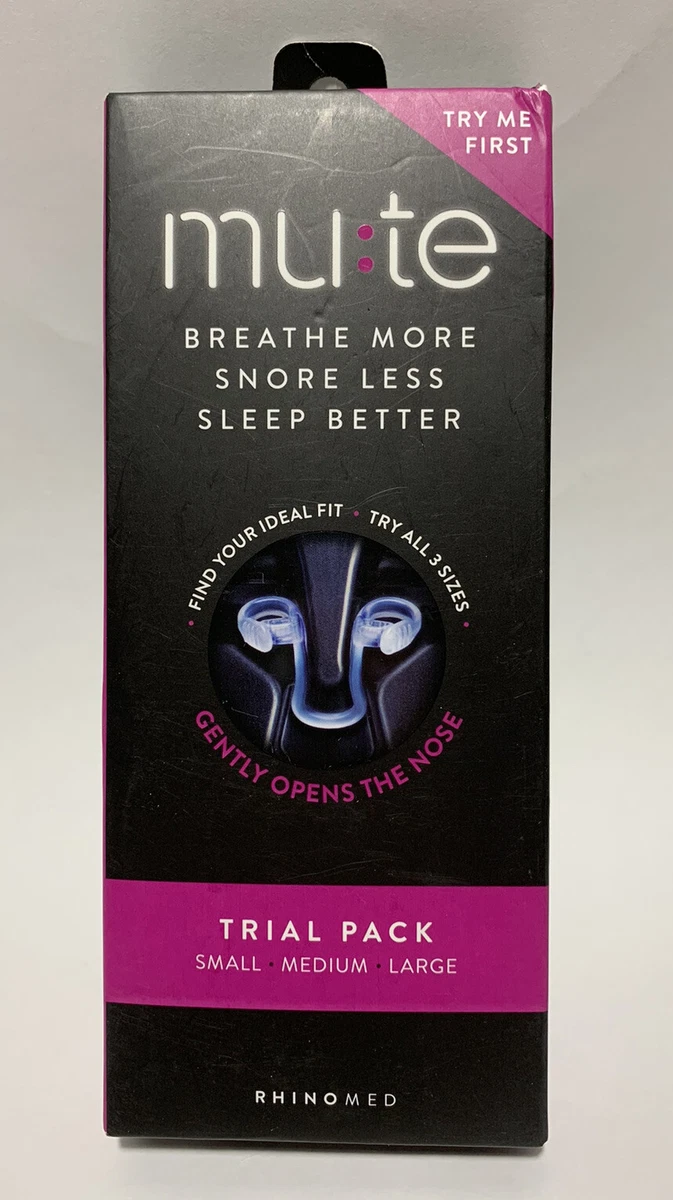 TRY ME
FIRST
mu:te
BREATHE MORE
SNORE LESS
SLEEP BETTER
• FIND YOUR IDEAL FIT • TRY ALL 3 SIZES •
GENTLY OPENS THE NOSE
TRIAL PACK
SMALL • MEDIUM • LARGE
RHINOMED